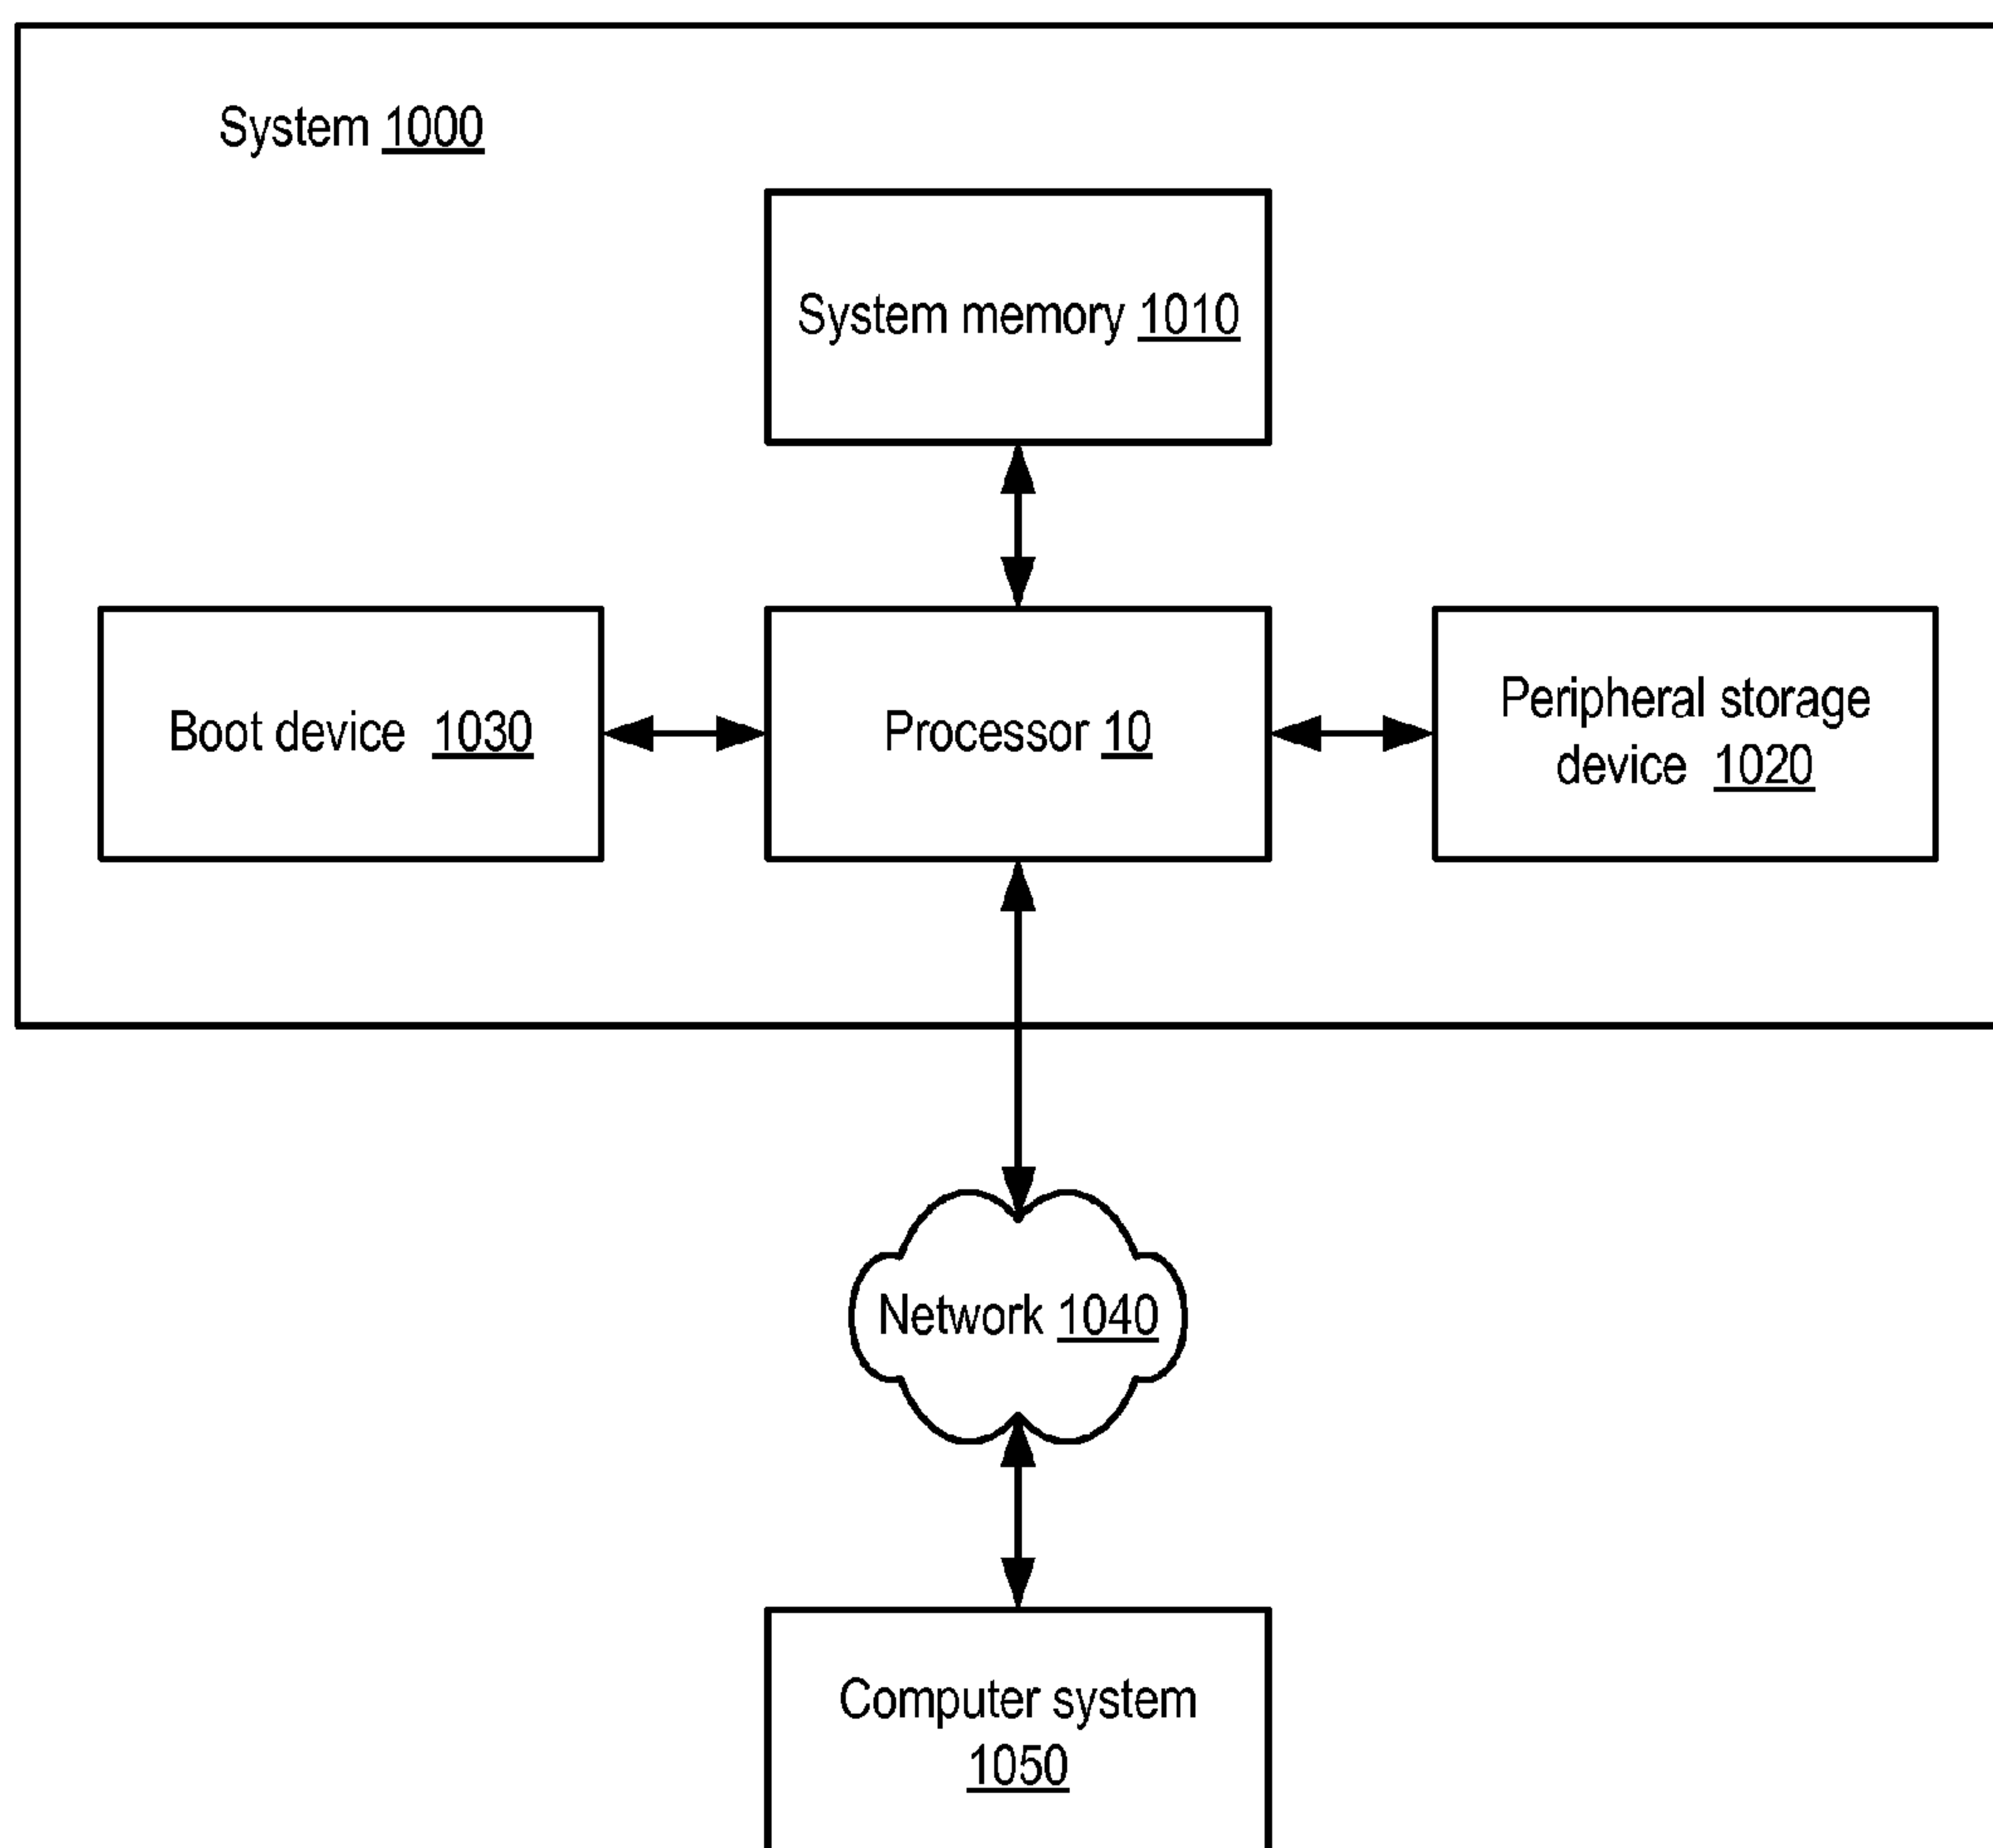 System 1000
System memory 1010
Boot device 1030
Processor 10
Peripheral storage
device 1020
Network 1040
Computer system
1050